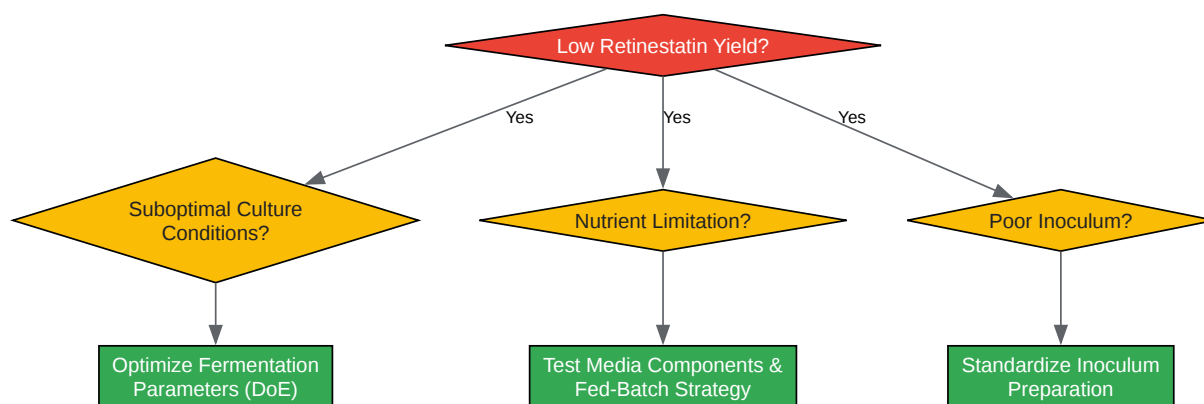 Low Retinestatin Yield?
Yes
Yes
Yes
Suboptimal Culture
Conditions?
Nutrient Limitation?
Poor Inoculum?
Optimize Fermentation
Parameters (DoE)
Test Media Components &
Fed-Batch Strategy
Standardize Inoculum
Preparation